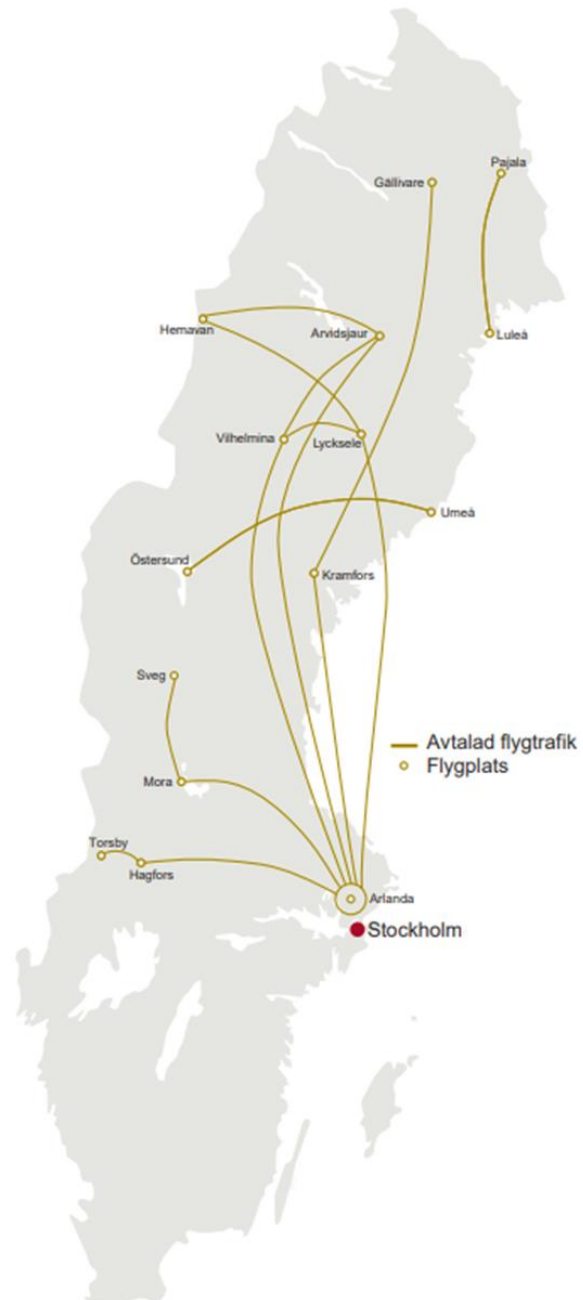 Pajala
Gällivare
Hemavan
Arvidsjaur
Luleå
Vilhelmina
Lycksele
Umeå
Östersund
Kramfors
Sveg
Avtalad flygtrafik
Flygplats
Mora
Torsby
Hagfors
Arlanda
Stockholm